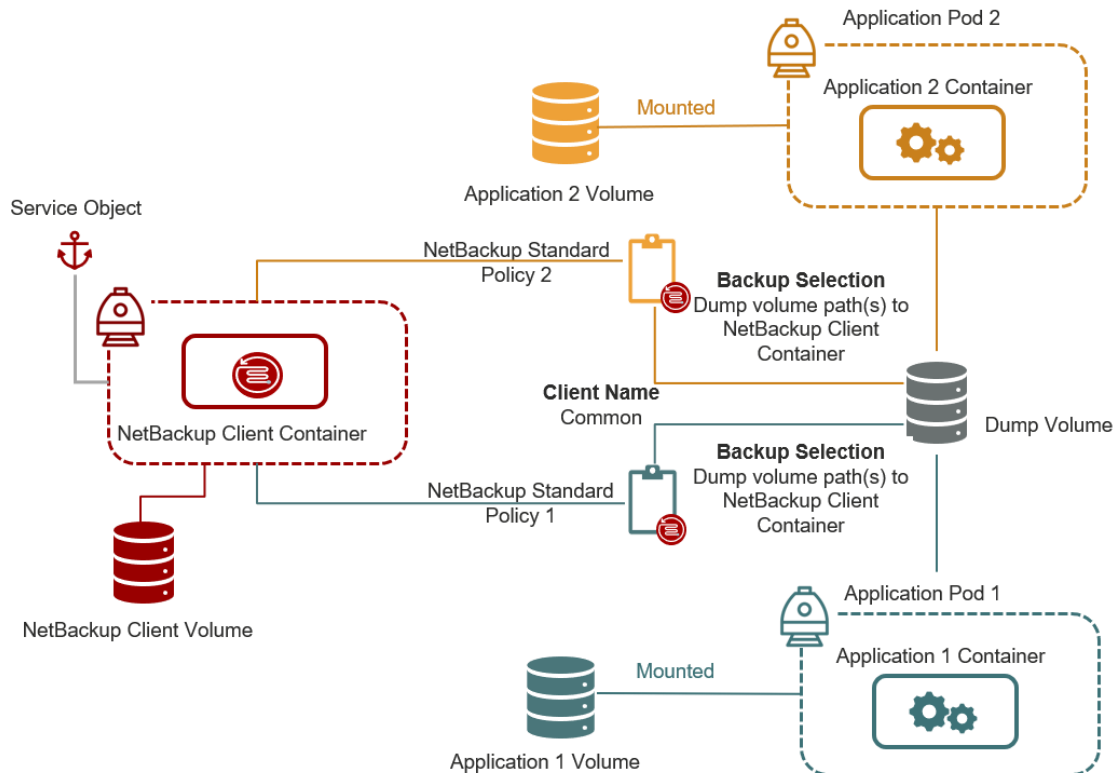 Application Pod 2
Application 2 Container
Mounted
Application 2 Volume
Service Object
NetBackup Standard
Policy 2
Backup Selection
Dump volume path(s) to
NetBackup Client
Container
NetBackup Client Container
Client Name
Common
Dump Volume
Backup Selection
Dump volume path(s) to
NetBackup Client
Container
NetBackup Standard
Policy 1
NetBackup Client Volume
Application Pod 1
Application 1 Container
Mounted
Application 1 Volume